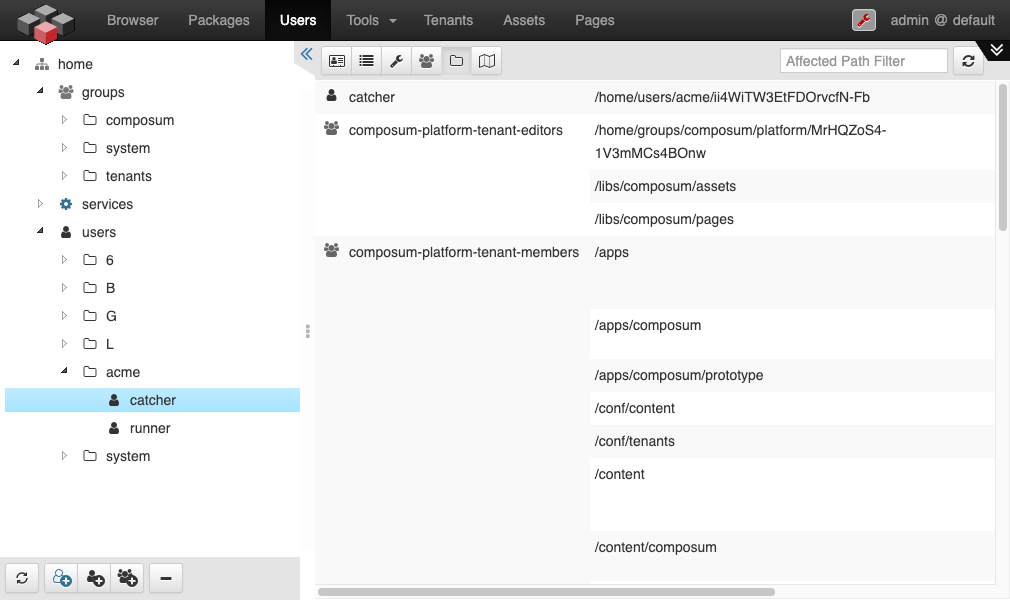 Browser Packages Users Tools Tenants Assets Pages admin @ default
home
groups
composum
system
tenants
services
users
6
B
G
L
acme
catcher
runner
system
Affected Path Filter
catcher /home/users/acme/ii4WiTW3EtFDOrvcfN-Fb
composum-platform-tenant-editors /home/groups/composum/platform/MrHQZoS4-
1V3mMCs4BOnw
/libs/composum/assets
/libs/composum/pages
composum-platform-tenant-members /apps
/apps/composum
/apps/composum/prototype
/conf/content
/conf/tenants
/content
/content/composum